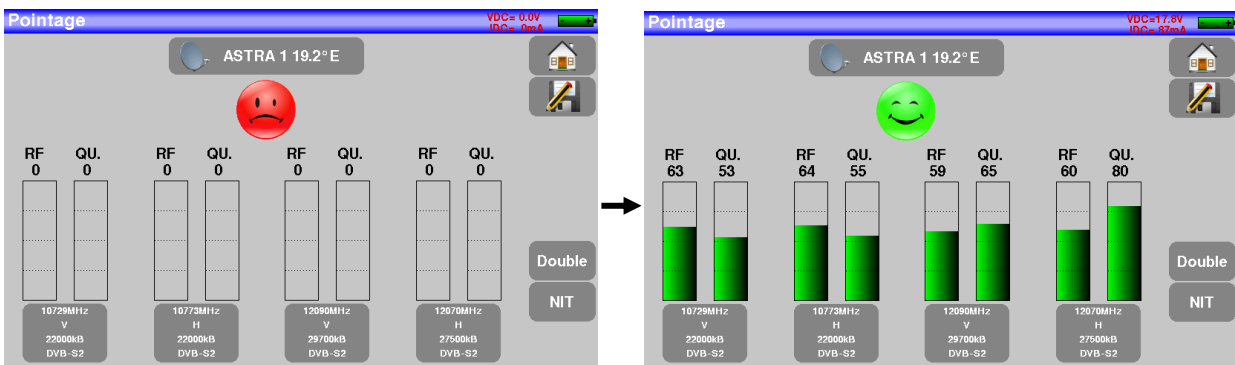 Pointage
VDC= 0.0V
IDC= 0mA
ASTRA 1 19.2°E
RF QU. RF QU. RF QU. RF QU.
0 0 0 0 0 0 0 0
Double
NIT
10729MHz 10773MHz 12090MHz 12070MHz
V H V H
22000kB 22000kB 29700kB 27500kB
DVB-S2 DVB-S2 DVB-S2 DVB-S2
Pointage
VDC=17.8V
IDC= 87mA
ASTRA 1 19.2°E
RF QU. RF QU. RF QU. RF QU.
63 53 64 55 59 65 60 80
Double
NIT
10729MHz 10773MHz 12090MHz 12070MHz
V H V H
22000kB 22000kB 29700kB 27500kB
DVB-S2 DVB-S2 DVB-S2 DVB-S2